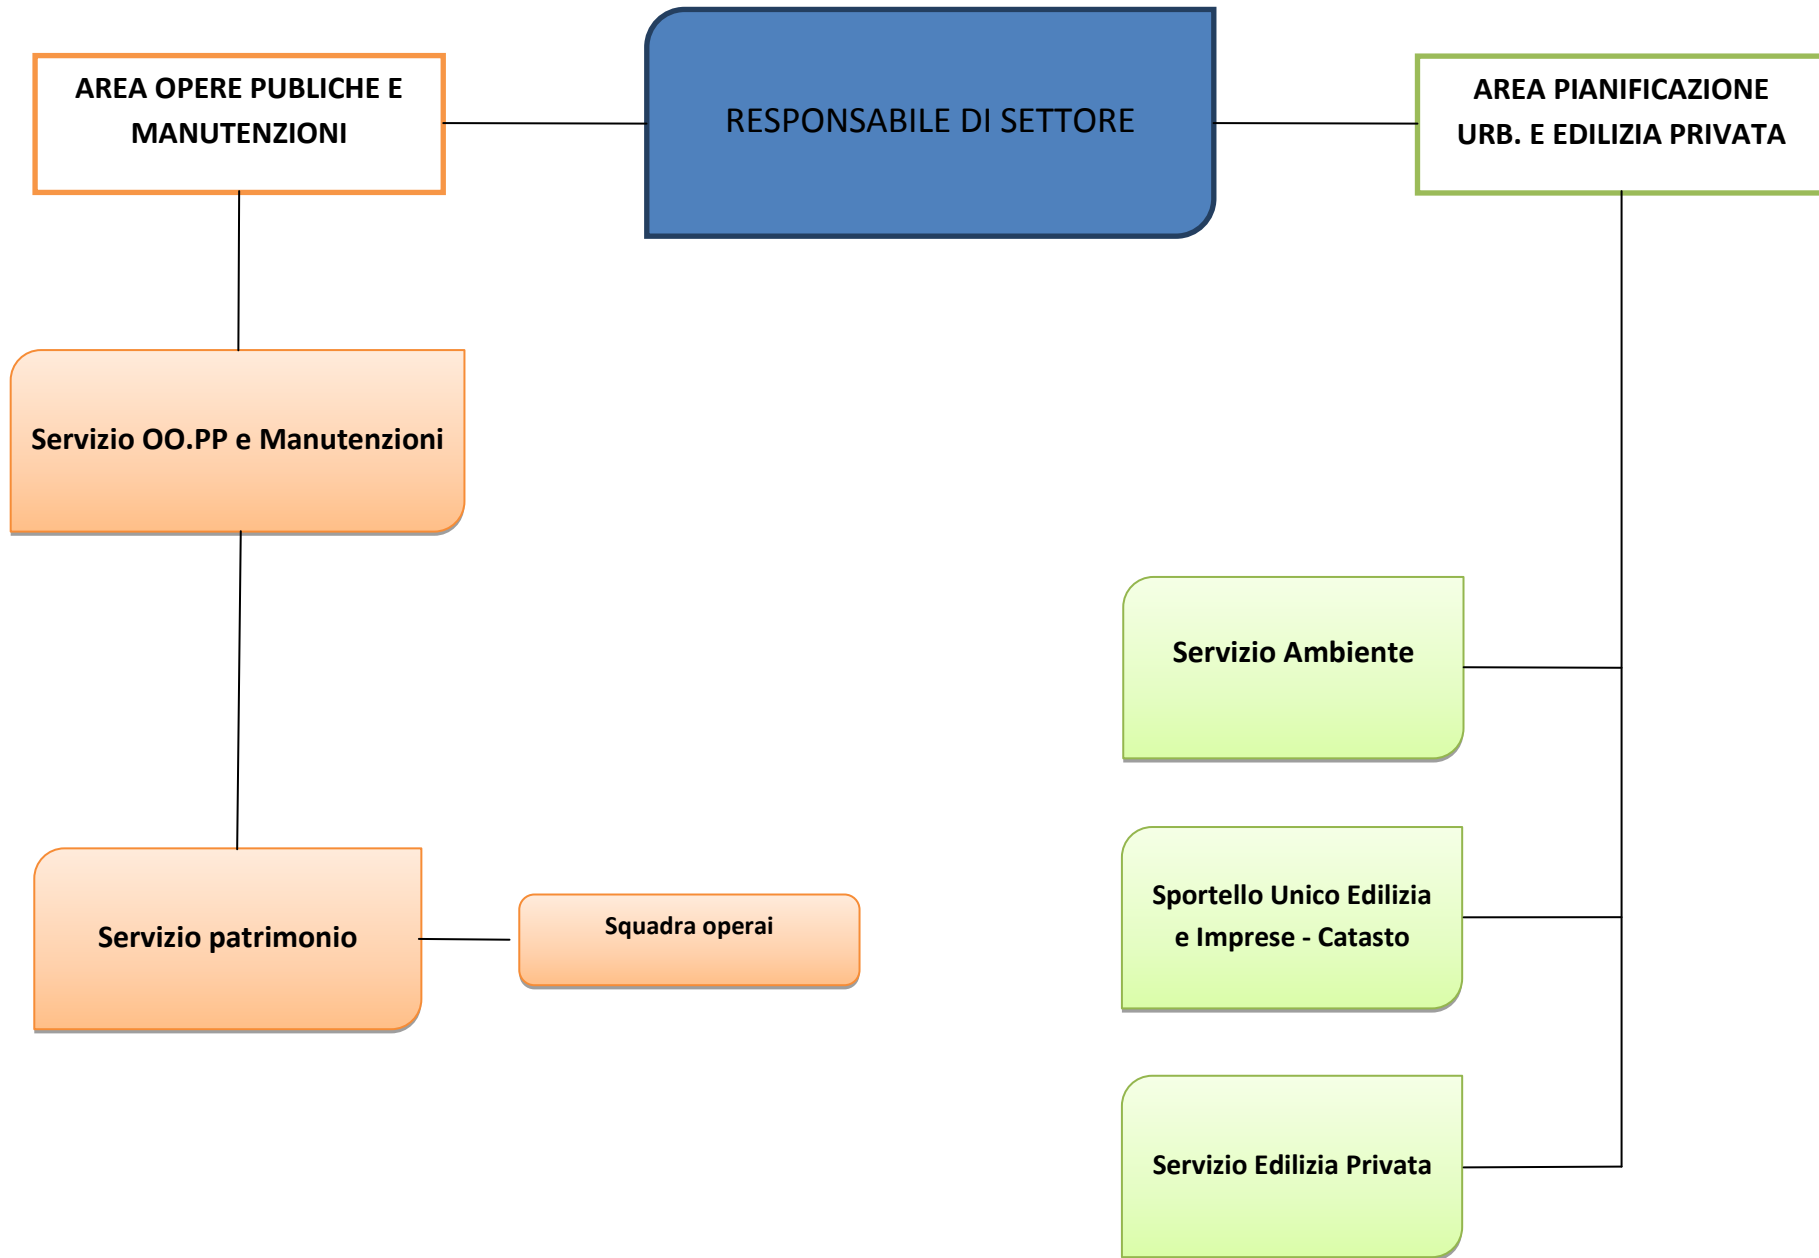 AREA OPERE PUBLICHE E
MANUTENZIONI
RESPONSABILE DI SETTORE
AREA PIANIFICAZIONE
URB. E EDILIZIA PRIVATA
Servizio OO.PP e Manutenzioni
Servizio Ambiente
Sportello Unico Edilizia
e Imprese - Catasto
Servizio patrimonio
Squadra operai
Servizio Edilizia Privata